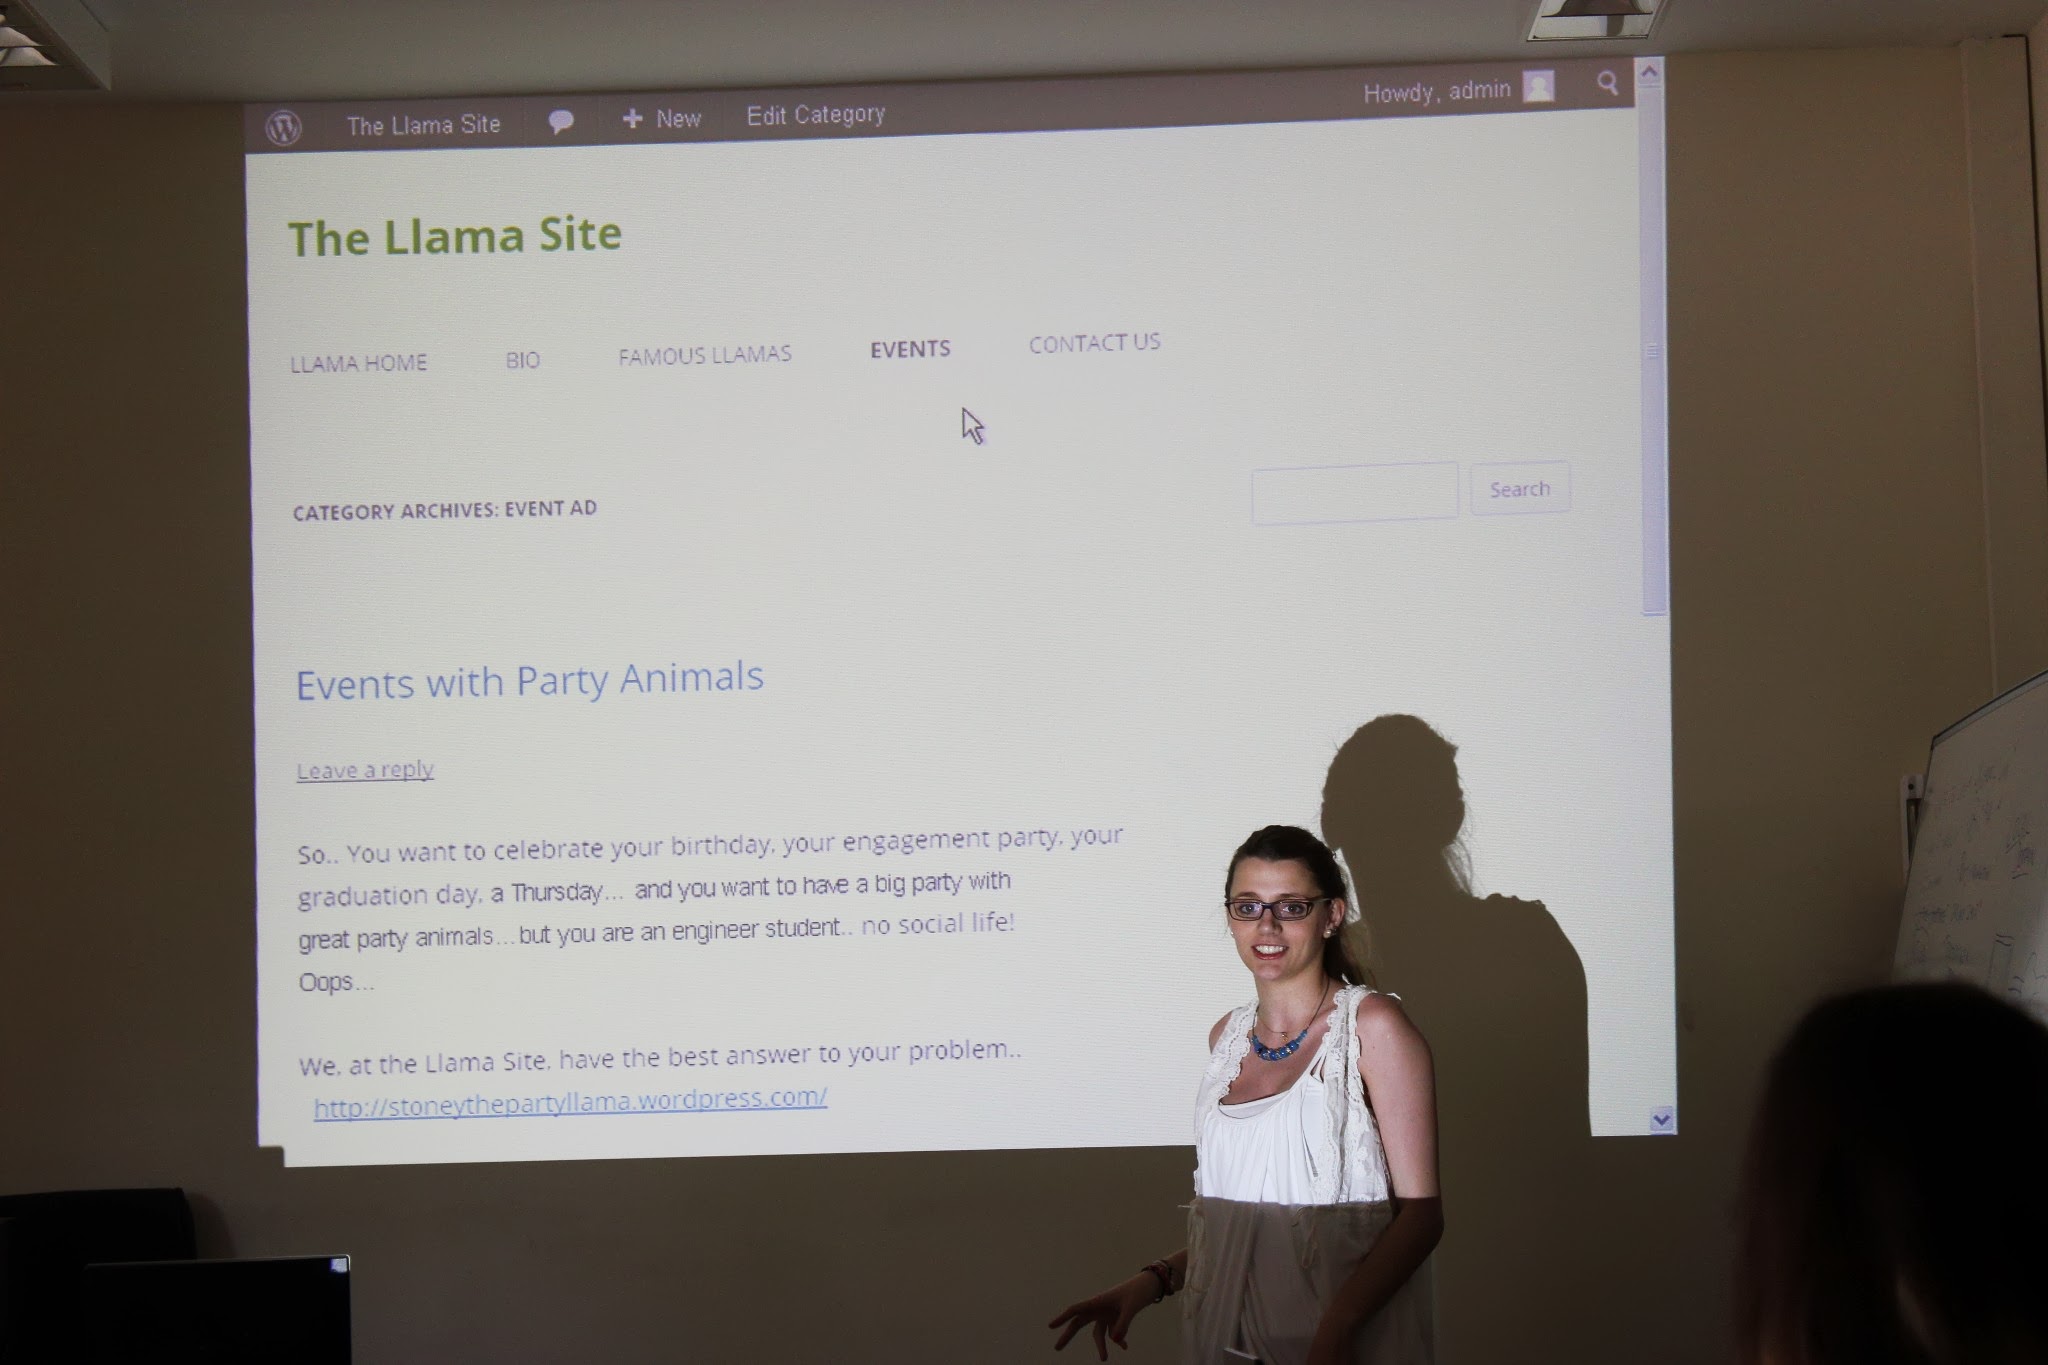 The Llama Site New Edit Category Howdy, admin
The Llama Site
LLAMA HOME BIO FAMOUS LLAMAS EVENTS CONTACT US
CATEGORY ARCHIVES: EVENT AD Search
Events with Party Animals
Leave a reply
So.. You want to celebrate your birthday, your engagement party, your
graduation day, a Thursday... and you want to have a big party with
great party animals...but you are an engineer student.. no social life!
Oops...
We, at the Llama Site, have the best answer to your problem..
http://stoneythepartyllama.wordpress.com/